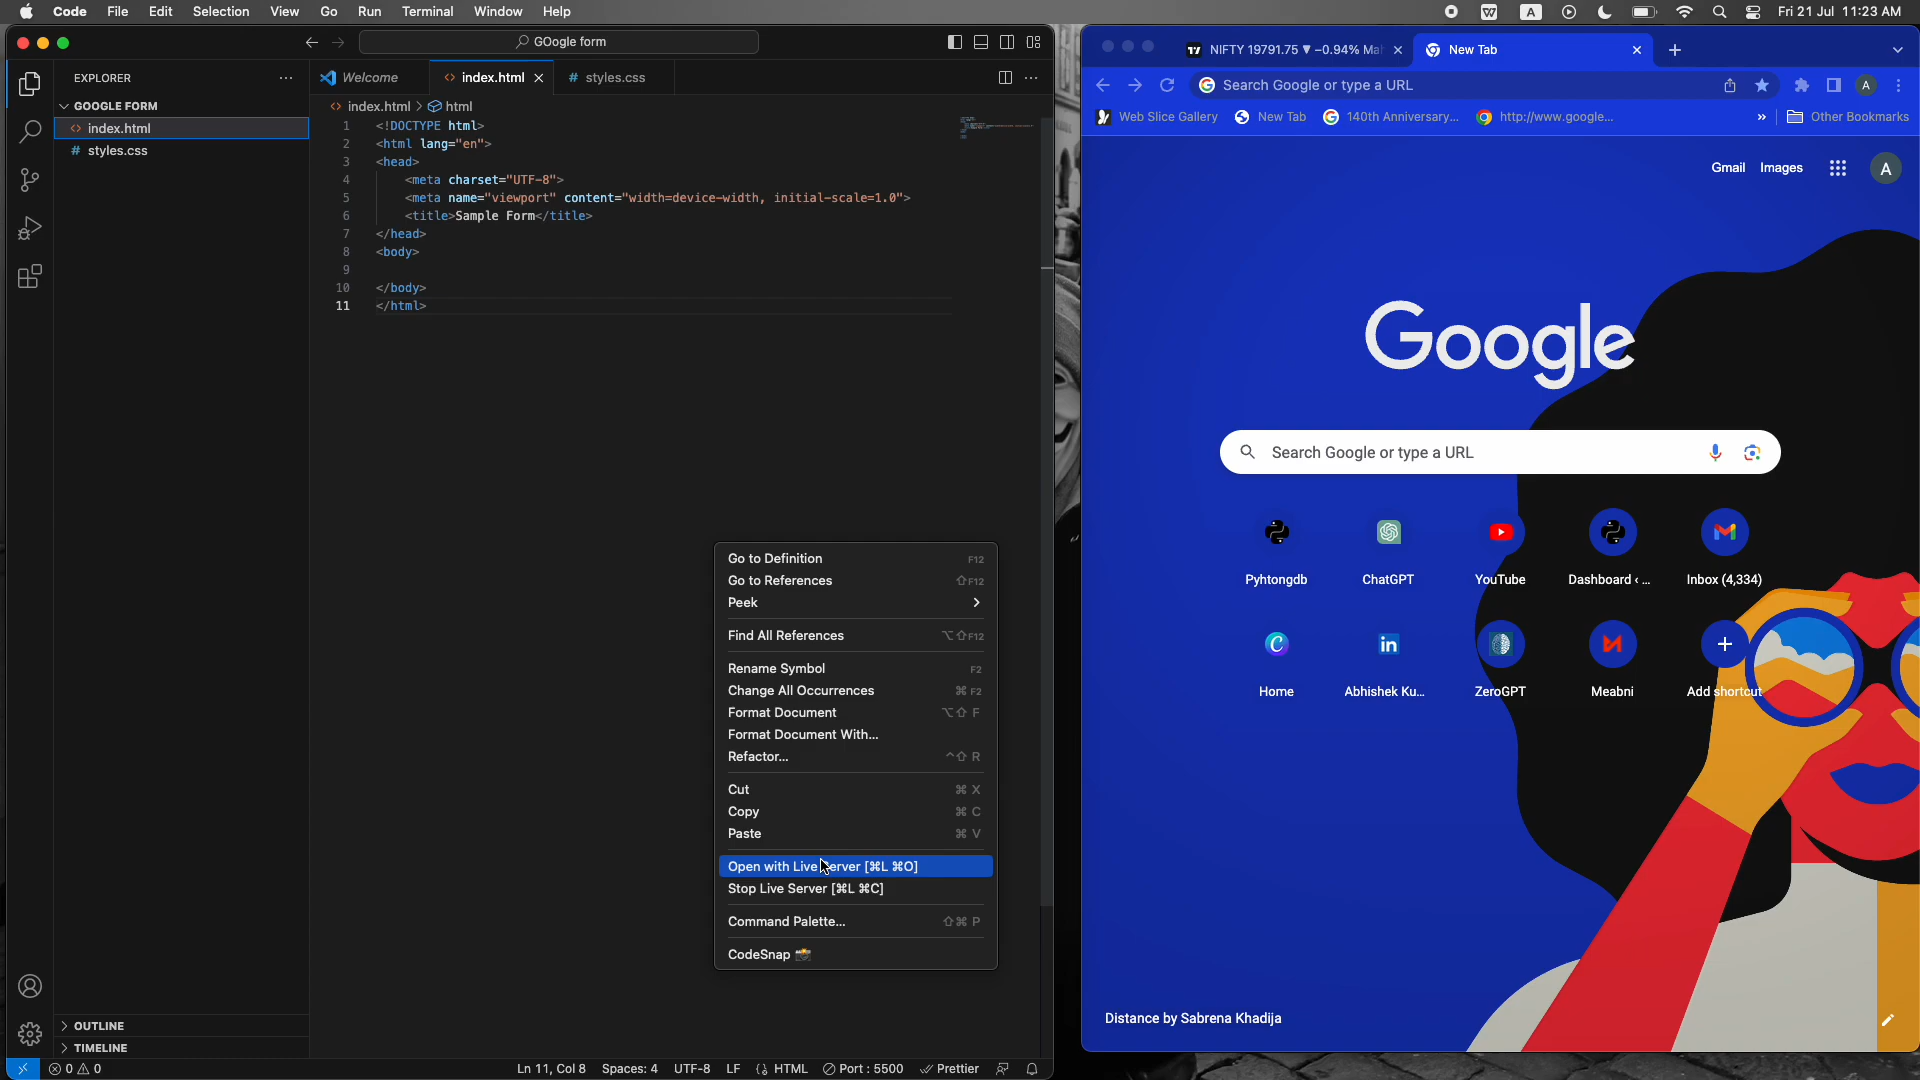 Code File Edit Selection View Go Run Terminal Window Help
A Fri 21 Jul 11:23 AM
GOogle form
EXPLORER
GOOGLE FORM
index.html
# styles.css
OUTLINE
TIMELINE
Welcome
index.html
# styles.css
index.html > html
1 <!DOCTYPE html>
2 <html lang="en">
3 <head>
4 <meta charset="UTF-8">
5 <meta name="viewport" content="width=device-width, initial-scale=1.0">
6 <title>Sample Form</title>
7 </head>
8 <body>
9
10 </body>
11 </html>
Go to Definition F12
Go to References ⇧F12
Peek
Find All References ⌥⇧F12
Rename Symbol F2
Change All Occurrences ⌘F2
Format Document ⌥⇧F
Format Document With...
Refactor... ^⇧R
Cut ⌘X
Copy ⌘C
Paste ⌘V
Open with Live Server [⌘L ⌘O]
Stop Live Server [⌘L ⌘C]
Command Palette... ⇧⌘P
CodeSnap 📸
0 0
Ln 11, Col 8 Spaces: 4 UTF-8 LF HTML Port : 5500 Prettier
NIFTY 19791.75 ▼ −0.94%
New Tab
Search Google or type a URL
A
Web Slice Gallery
New Tab
140th Anniversary...
http://www.google...
»
Other Bookmarks
Gmail Images A
Google
Search Google or type a URL
Pyhtongdb
ChatGPT
YouTube
Dashboard ‹ ...
Inbox (4,334)
Home
Abhishek Ku...
ZeroGPT
Meabni
Add shortcut
Distance by Sabrena Khadija